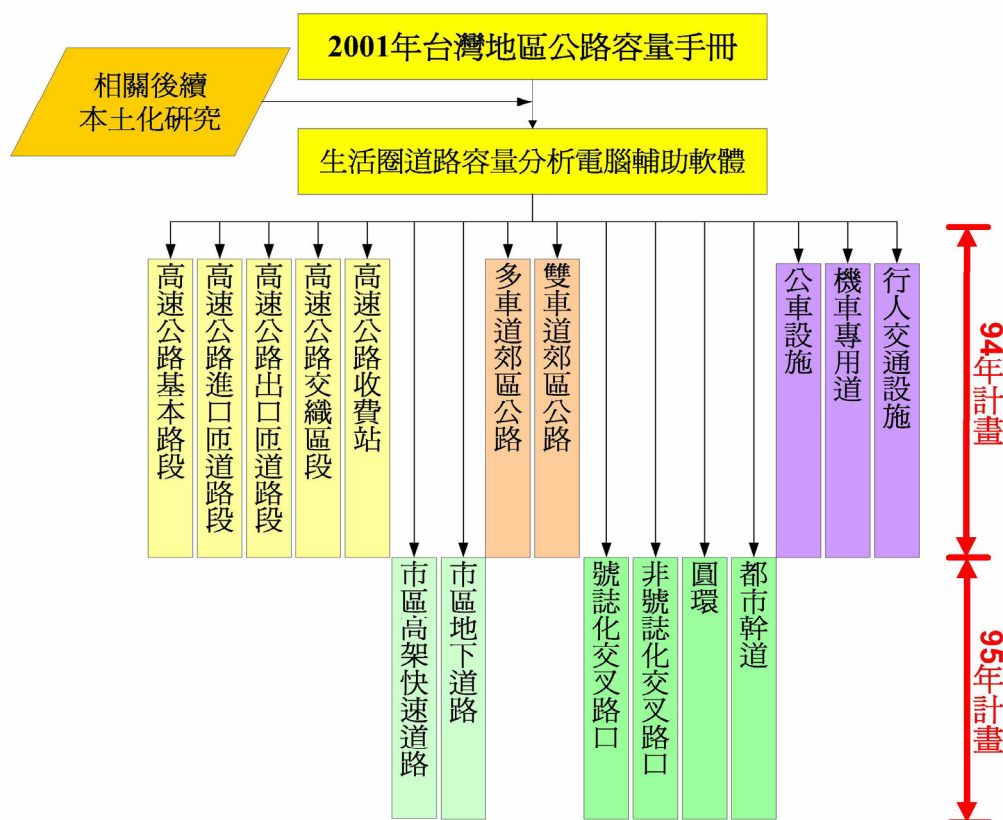 2001年台灣地區公路容量手冊
相關後續
本土化研究
生活圈道路容量分析電腦輔助軟體
高速公路基本路段
高速公路進口匝道路段
高速公路出口匝道路段
高速公路交織區段
高速公路收費站
多車道郊區公路
雙車道郊區公路
公車設施
機車專用道
行人交通設施
94年計畫
市區高架快速道路
市區地下道路
號誌化交叉路口
非號誌化交叉路口
圓環
都市幹道
95年計畫